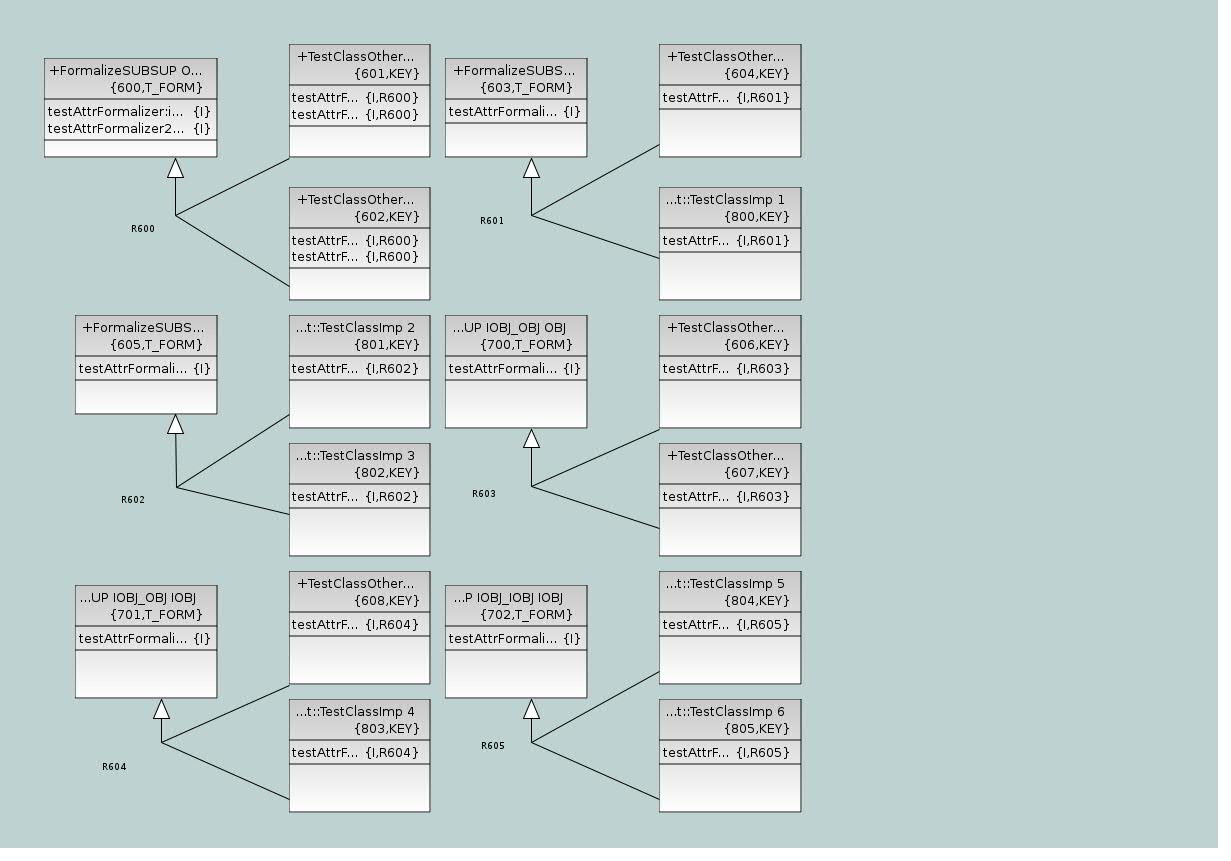 +FormalizeSUBSUP O...
{600,T_FORM}
testAttrFormalizer:i... {I}
testAttrFormalizer2... {I}
R600
+TestClassOther...
{601,KEY}
testAttrF... {I,R600}
testAttrF... {I,R600}
+TestClassOther...
{602,KEY}
testAttrF... {I,R600}
testAttrF... {I,R600}
+FormalizeSUBS...
{603,T_FORM}
testAttrFormali... {I}
R601
+TestClassOther...
{604,KEY}
testAttrF... {I,R601}
...t::TestClassImp 1
{800,KEY}
testAttrF... {I,R601}
+FormalizeSUBS...
{605,T_FORM}
testAttrFormali... {I}
R602
...t::TestClassImp 2
{801,KEY}
testAttrF... {I,R602}
...t::TestClassImp 3
{802,KEY}
testAttrF... {I,R602}
...UP IOBJ_OBJ OBJ
{700,T_FORM}
testAttrFormali... {I}
R603
+TestClassOther...
{606,KEY}
testAttrF... {I,R603}
+TestClassOther...
{607,KEY}
testAttrF... {I,R603}
...UP IOBJ_OBJ IOBJ
{701,T_FORM}
testAttrFormali... {I}
R604
+TestClassOther...
{608,KEY}
testAttrF... {I,R604}
...t::TestClassImp 4
{803,KEY}
testAttrF... {I,R604}
...P IOBJ_IOBJ IOBJ
{702,T_FORM}
testAttrFormali... {I}
R605
...t::TestClassImp 5
{804,KEY}
testAttrF... {I,R605}
...t::TestClassImp 6
{805,KEY}
testAttrF... {I,R605}